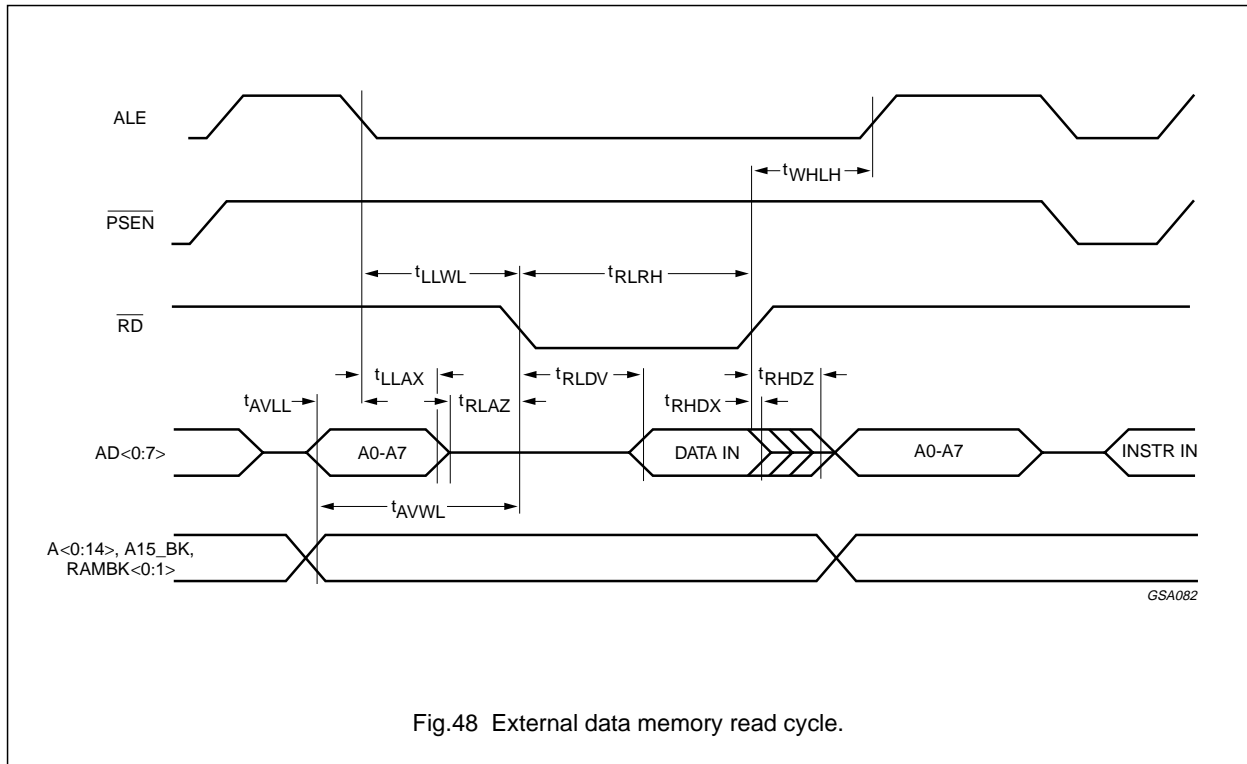 ALE
tWHLH
PSEN
tLLWL
tRLRH
RD
tLLAX
tRLDV
tRHDZ
tAVLL
tRLAZ
tRHDX
AD<0:7>
A0-A7
DATA IN
A0-A7
INSTR IN
tAVWL
A<0:14>, A15_BK,
RAMBK<0:1>
GSA082
Fig.48 External data memory read cycle.